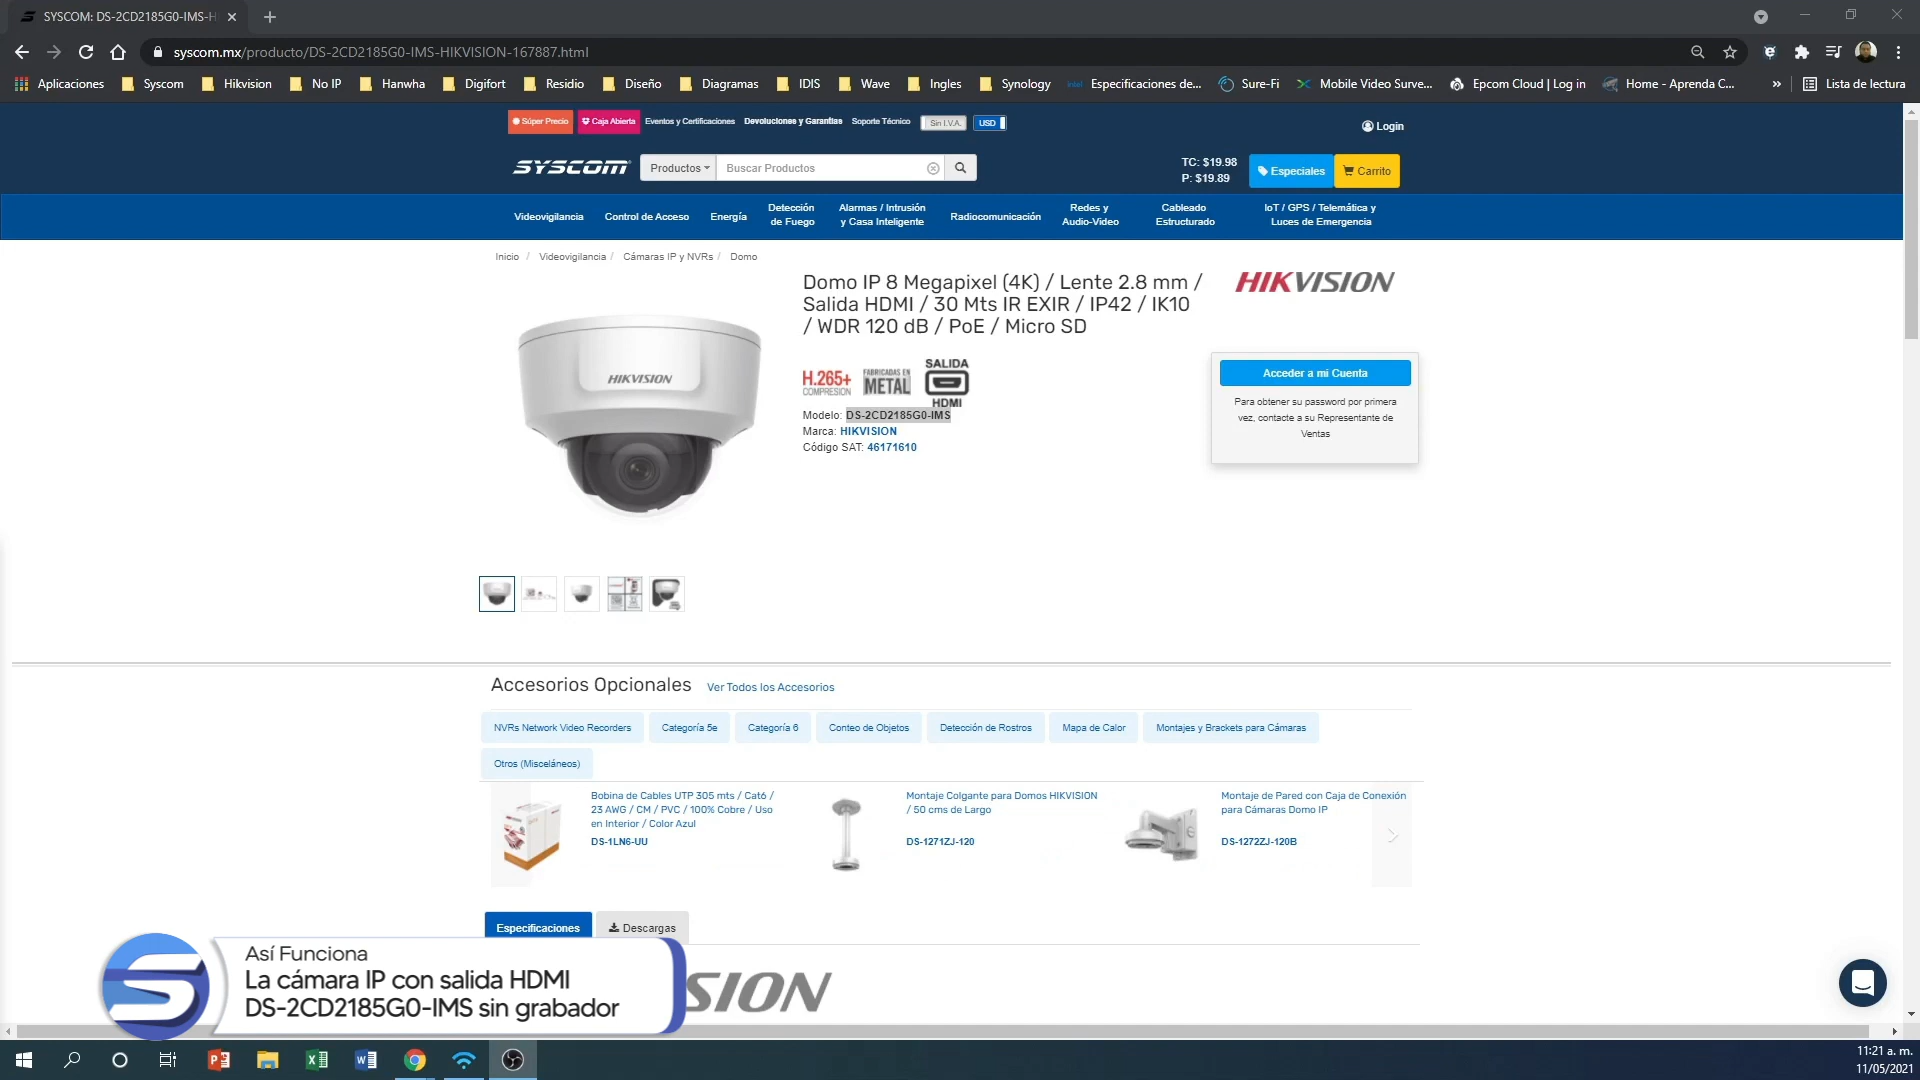 SYSCOM: DS-2CD2185G0-IMS-H
syscom.mx/producto/DS-2CD2185G0-IMS-HIKVISION-167887.html
Aplicaciones Syscom Hikvision No IP Hanwha Digifort Residio Diseño Diagramas IDIS Wave Ingles Synology Especificaciones de... Sure-Fi Mobile Video Surve... Epcom Cloud | Log in Home - Aprenda C... » Lista de lectura
Súper Precio Caja Abierta Eventos y Certificaciones Devoluciones y Garantías Soporte Técnico Sin I.V.A. USD
Login
SYSCOM Productos Buscar Productos
TC: $19.98
P: $19.89
Especiales Carrito
Videovigilancia
Control de Acceso
Energía
Detección
de Fuego
Alarmas / Intrusión
y Casa Inteligente
Radiocomunicación
Redes y
Audio-Video
Cableado
Estructurado
IoT / GPS / Telemática y
Luces de Emergencia
Inicio / Videovigilancia / Cámaras IP y NVRs / Domo
HIKVISION
Domo IP 8 Megapixel (4K) / Lente 2.8 mm /
Salida HDMI / 30 Mts IR EXIR / IP42 / IK10
/ WDR 120 dB / PoE / Micro SD
HIKVISION
H.265+
COMPRESION
FABRICADAS EN
METAL
SALIDA
HDMI
Modelo: DS-2CD2185G0-IMS
Marca: HIKVISION
Código SAT: 46171610
Acceder a mi Cuenta
Para obtener su password por primera
vez, contacte a su Representante de
Ventas
Accesorios Opcionales Ver Todos los Accesorios
NVRs Network Video Recorders Categoría 5e Categoría 6 Conteo de Objetos Detección de Rostros Mapa de Calor Montajes y Brackets para Cámaras
Otros (Misceláneos)
Bobina de Cables UTP 305 mts / Cat6 /
23 AWG / CM / PVC / 100% Cobre / Uso
en Interior / Color Azul
DS-1LN6-UU
Montaje Colgante para Domos HIKVISION
/ 50 cms de Largo
DS-1271ZJ-120
Montaje de Pared con Caja de Conexión
para Cámaras Domo IP
DS-1272ZJ-120B
Especificaciones Descargas
SION
Así Funciona
La cámara IP con salida HDMI
DS-2CD2185G0-IMS sin grabador
11:21 a. m.
11/05/2021